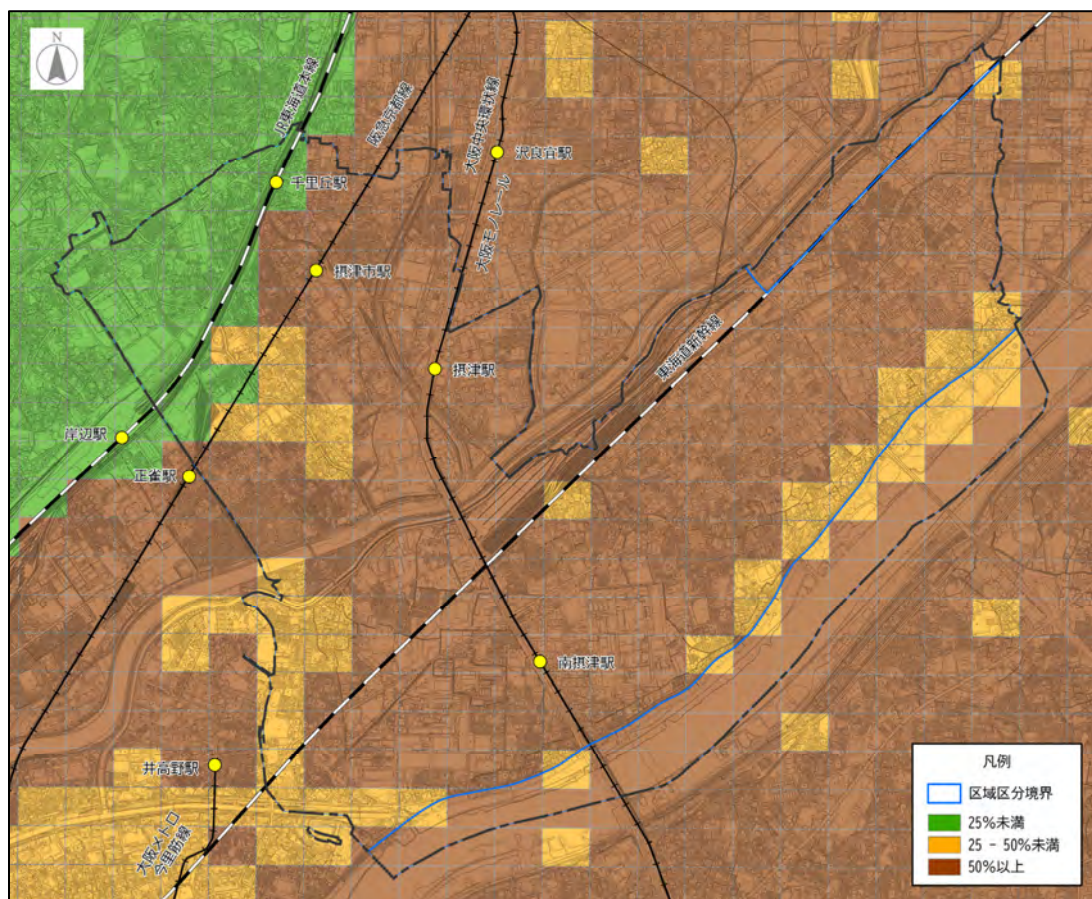 N
JR東海道本線
阪急京都線
大阪中央環状線
沢良宜駅
千里丘駅
大阪モノレール
摂津市駅
東海道新幹線
摂津駅
岸辺駅
正雀駅
南摂津駅
井高野駅
大阪メトロ
今里筋線
凡例
区域区分境界
25%未満
25 - 50%未満
50%以上